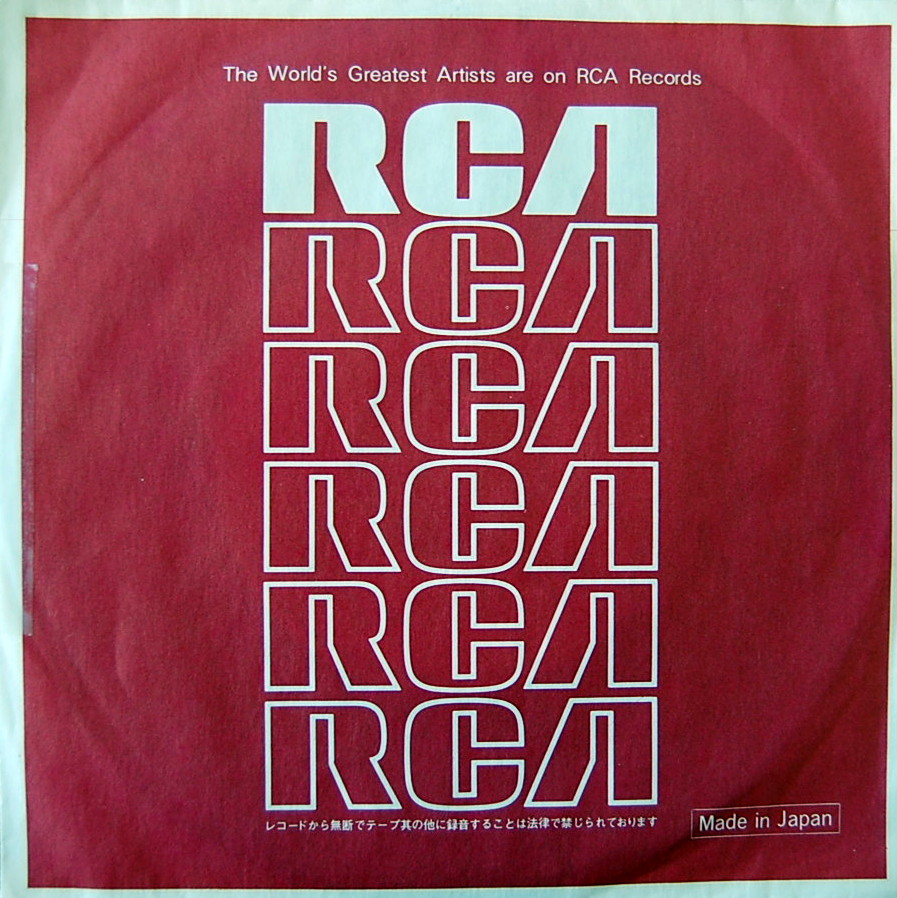 The World's Greatest Artists are on RCA Records
RCA
RCA
RCA
RCA
RCA
RCA
レコードから無断でテープ其の他に録音することは法律で禁じられております
Made in Japan